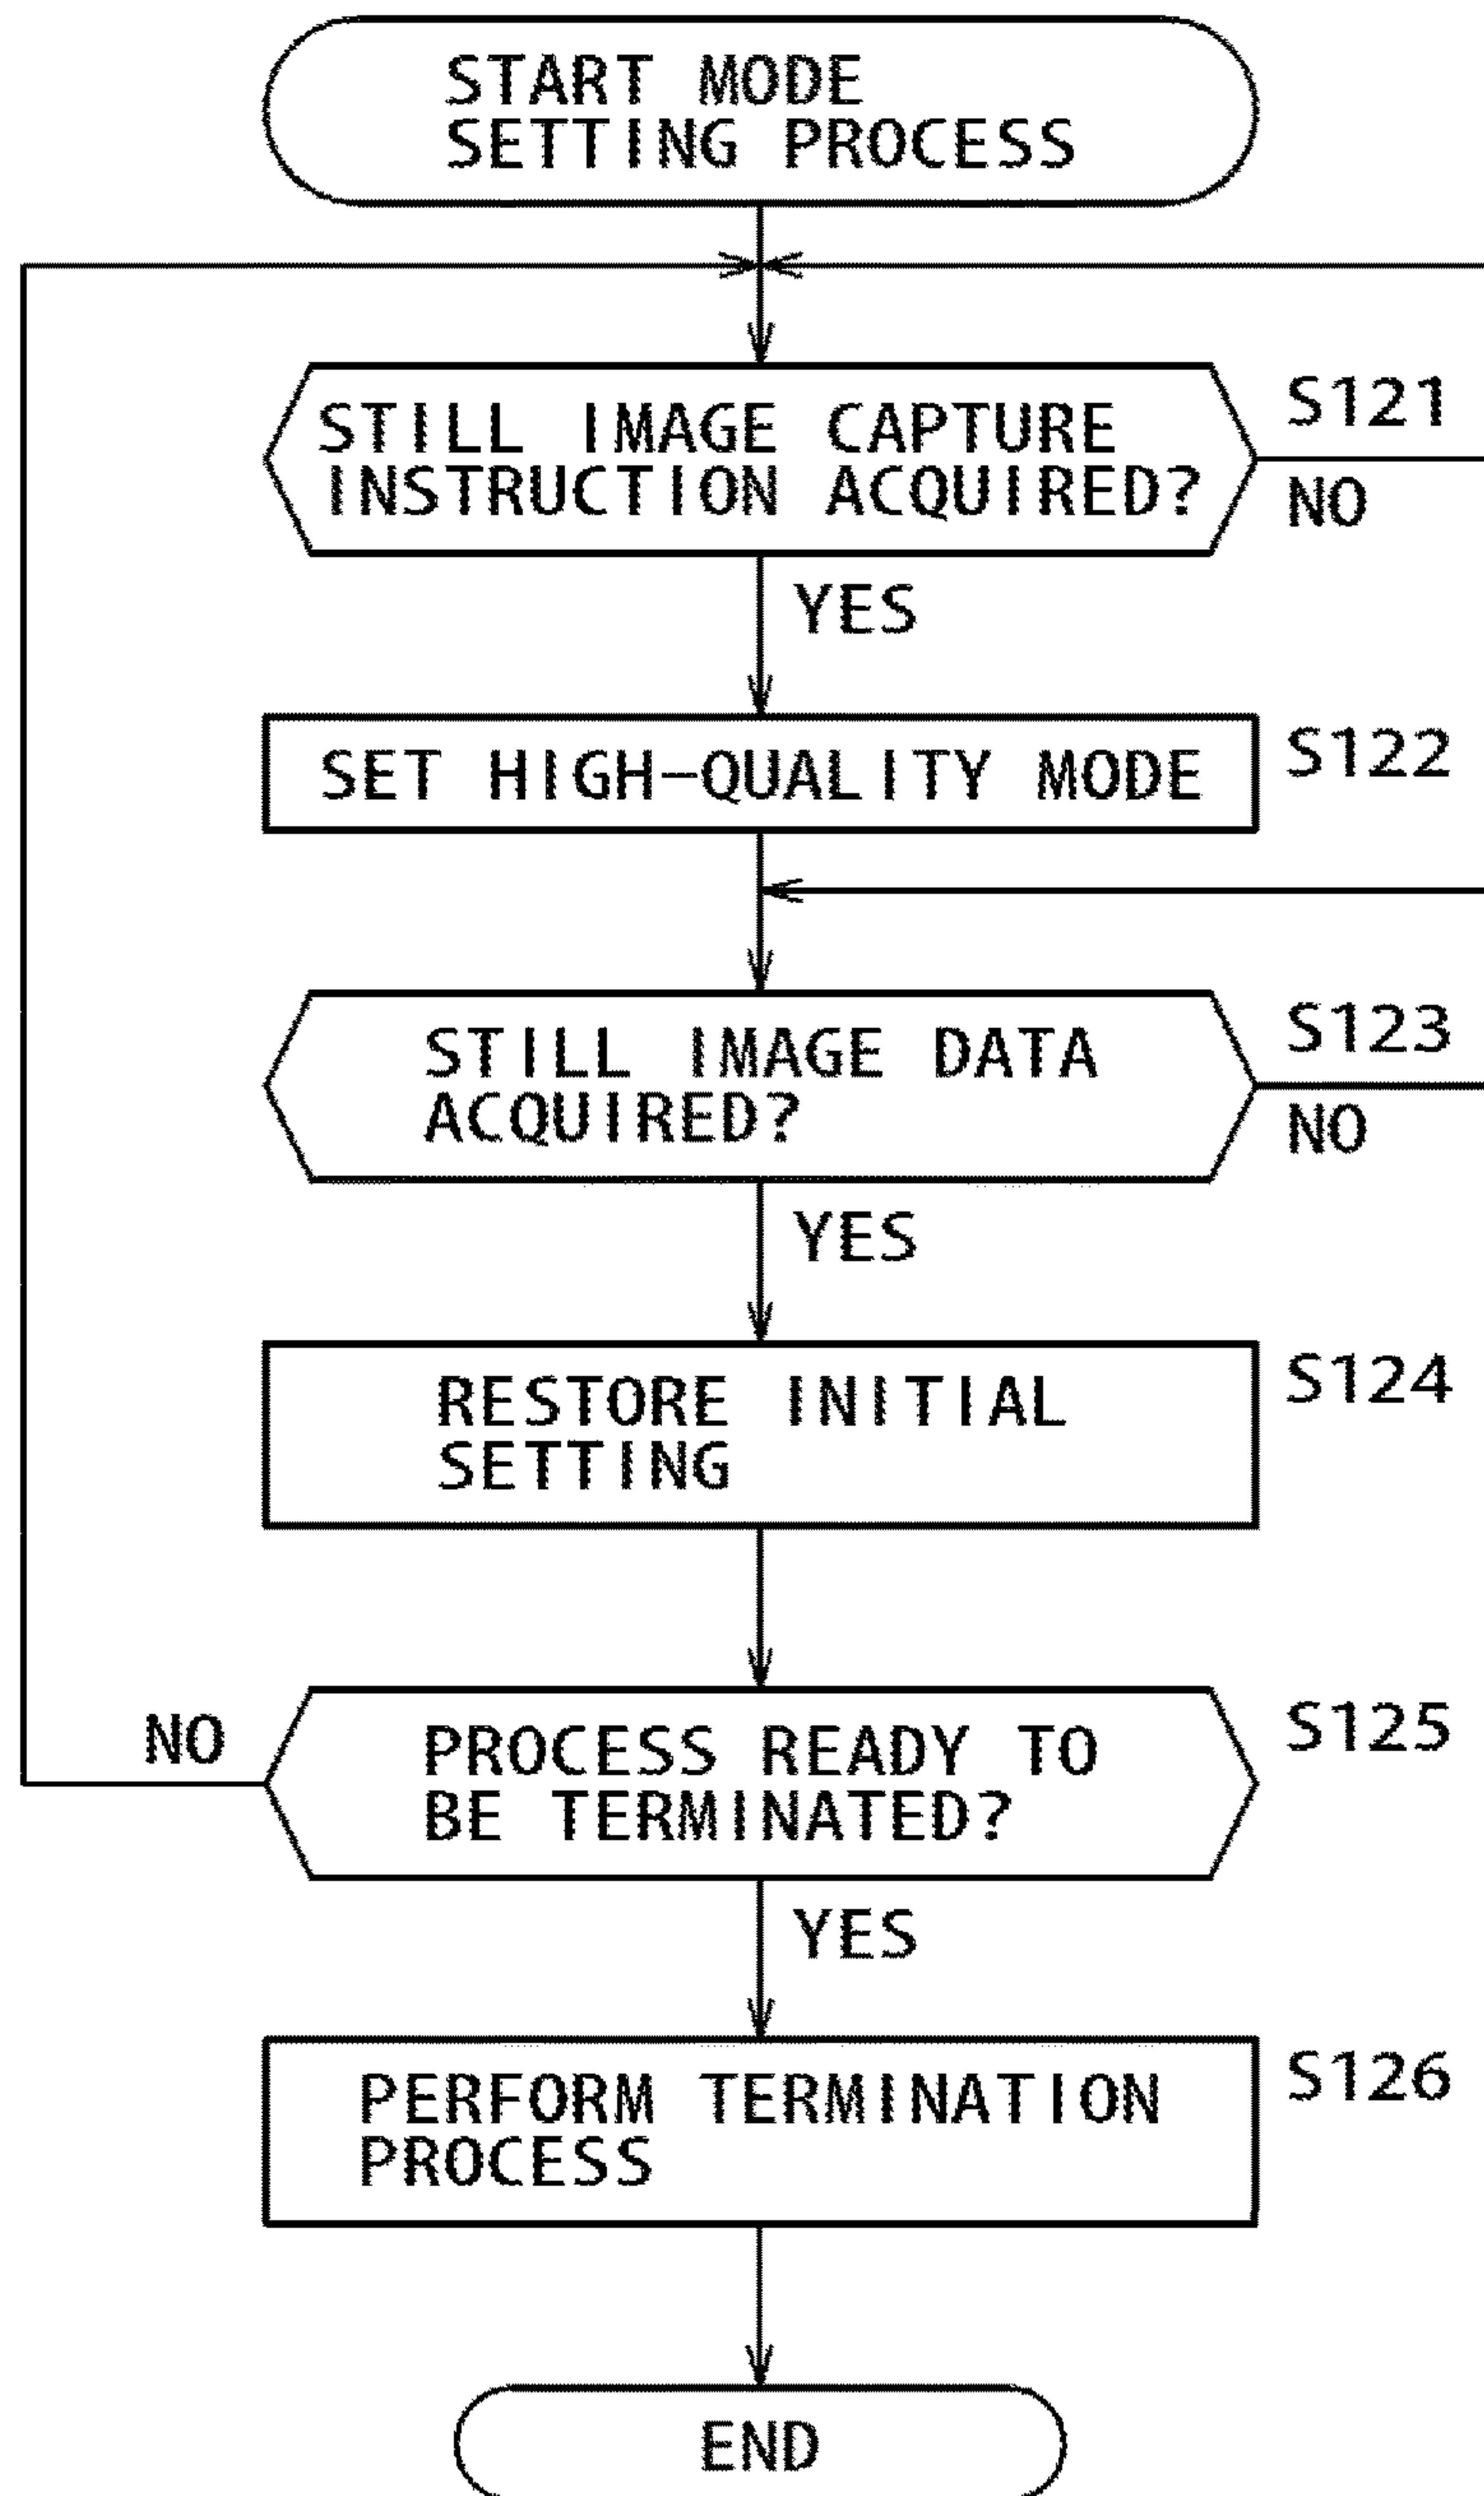 START MODE
SETTING PROCESS
STILL IMAGE CAPTURE
INSTRUCTION ACQUIRED?
S121
NO
YES
SET HIGH-QUALITY MODE
S122
STILL IMAGE DATA
ACQUIRED?
S123
NO
YES
RESTORE INITIAL
SETTING
S124
NO
PROCESS READY TO
BE TERMINATED?
S125
YES
PERFORM TERMINATION
PROCESS
S126
END